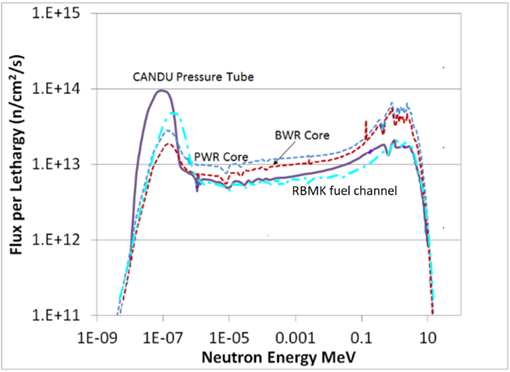 1.E+15
1.E+14
1.E+13
1.E+12
1.E+11
Flux per Lethargy (n/cm²/s)
CANDU Pressure Tube
BWR Core
PWR Core
RBMK fuel channel
1E-09 1E-07 1E-05 0.001 0.1 10
Neutron Energy MeV